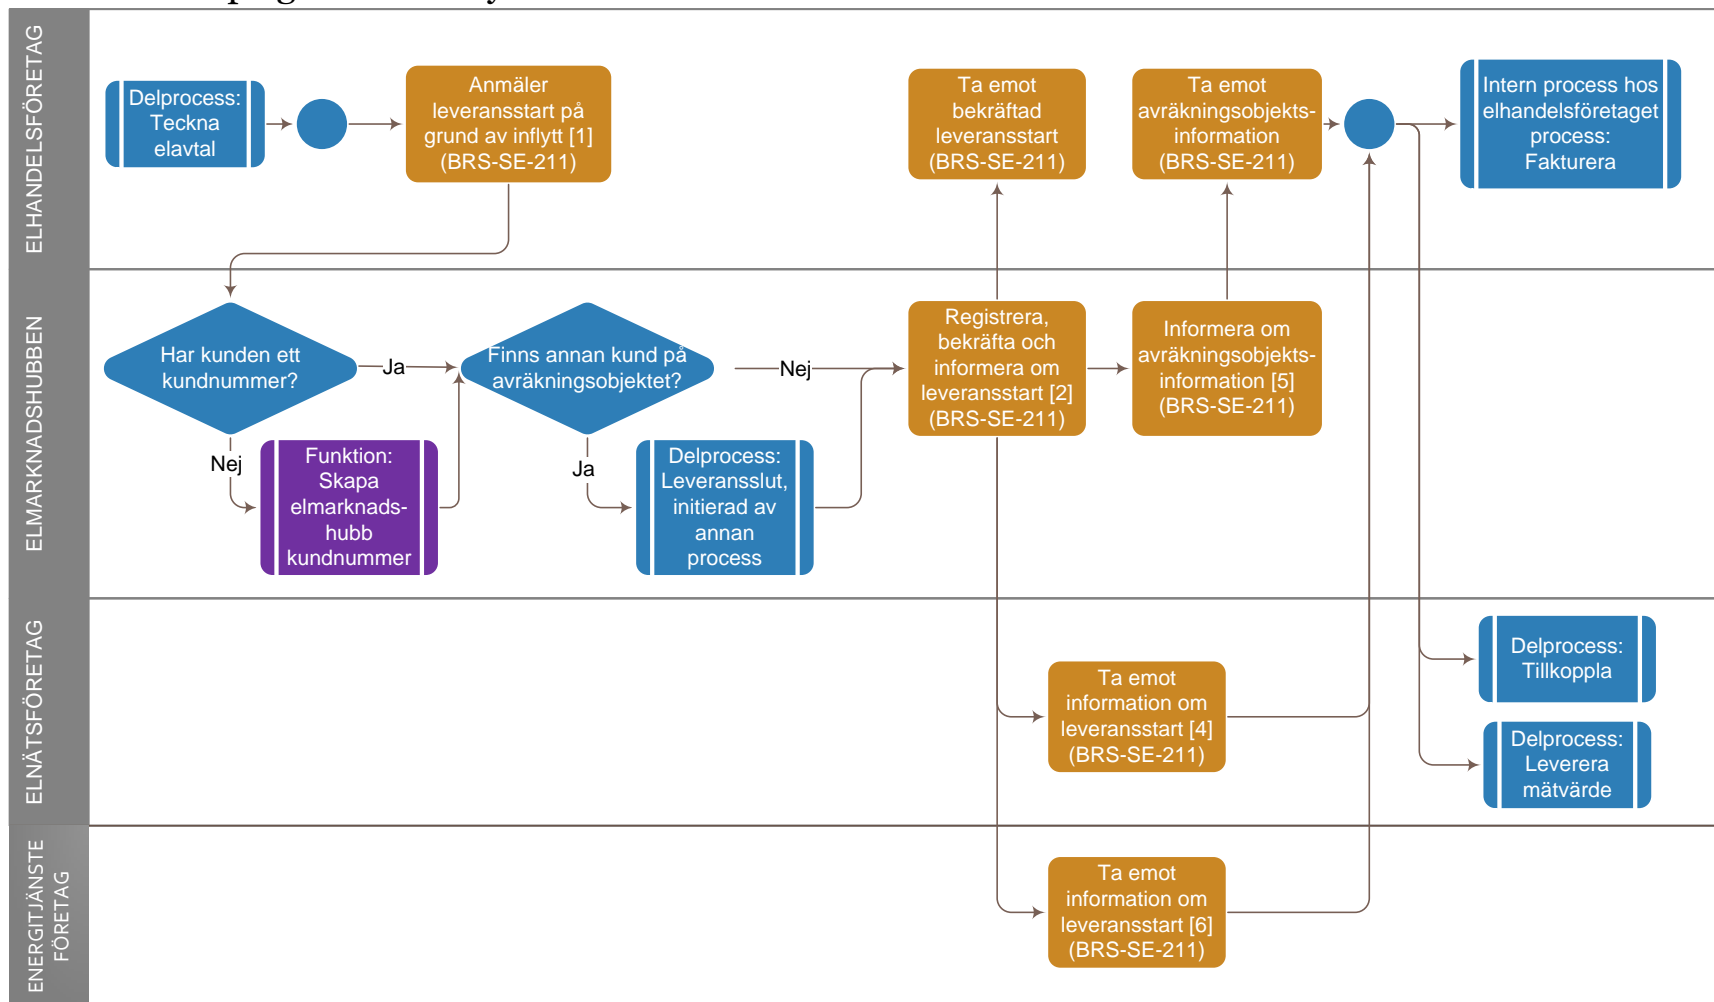 ELHANDELSFÖRETAG
Delprocess:
Teckna
elavtal
Anmäler
leveransstart på
grund av inflytt [1]
(BRS-SE-211)
Ta emot
bekräftad
leveransstart
(BRS-SE-211)
Ta emot
avräkningsobjekts-
information
(BRS-SE-211)
Intern process hos
elhandelsföretaget
process:
Fakturera
ELMARKNADSHUBBEN
Har kunden ett
kundnummer?
Ja
Nej
Funktion:
Skapa
elmarknads-
hubb
kundnummer
Finns annan kund på
avräkningsobjektet?
Nej
Ja
Delprocess:
Leveransslut,
initierad av
annan
process
Registrera,
bekräfta och
informera om
leveransstart [2]
(BRS-SE-211)
Informera om
avräkningsobjekts-
information [5]
(BRS-SE-211)
ELNÄTSFÖRETAG
Ta emot
information om
leveransstart [4]
(BRS-SE-211)
Delprocess:
Tillkoppla
Delprocess:
Leverera
mätvärde
ENERGITJÄNSTE
FÖRETAG
Ta emot
information om
leveransstart [6]
(BRS-SE-211)